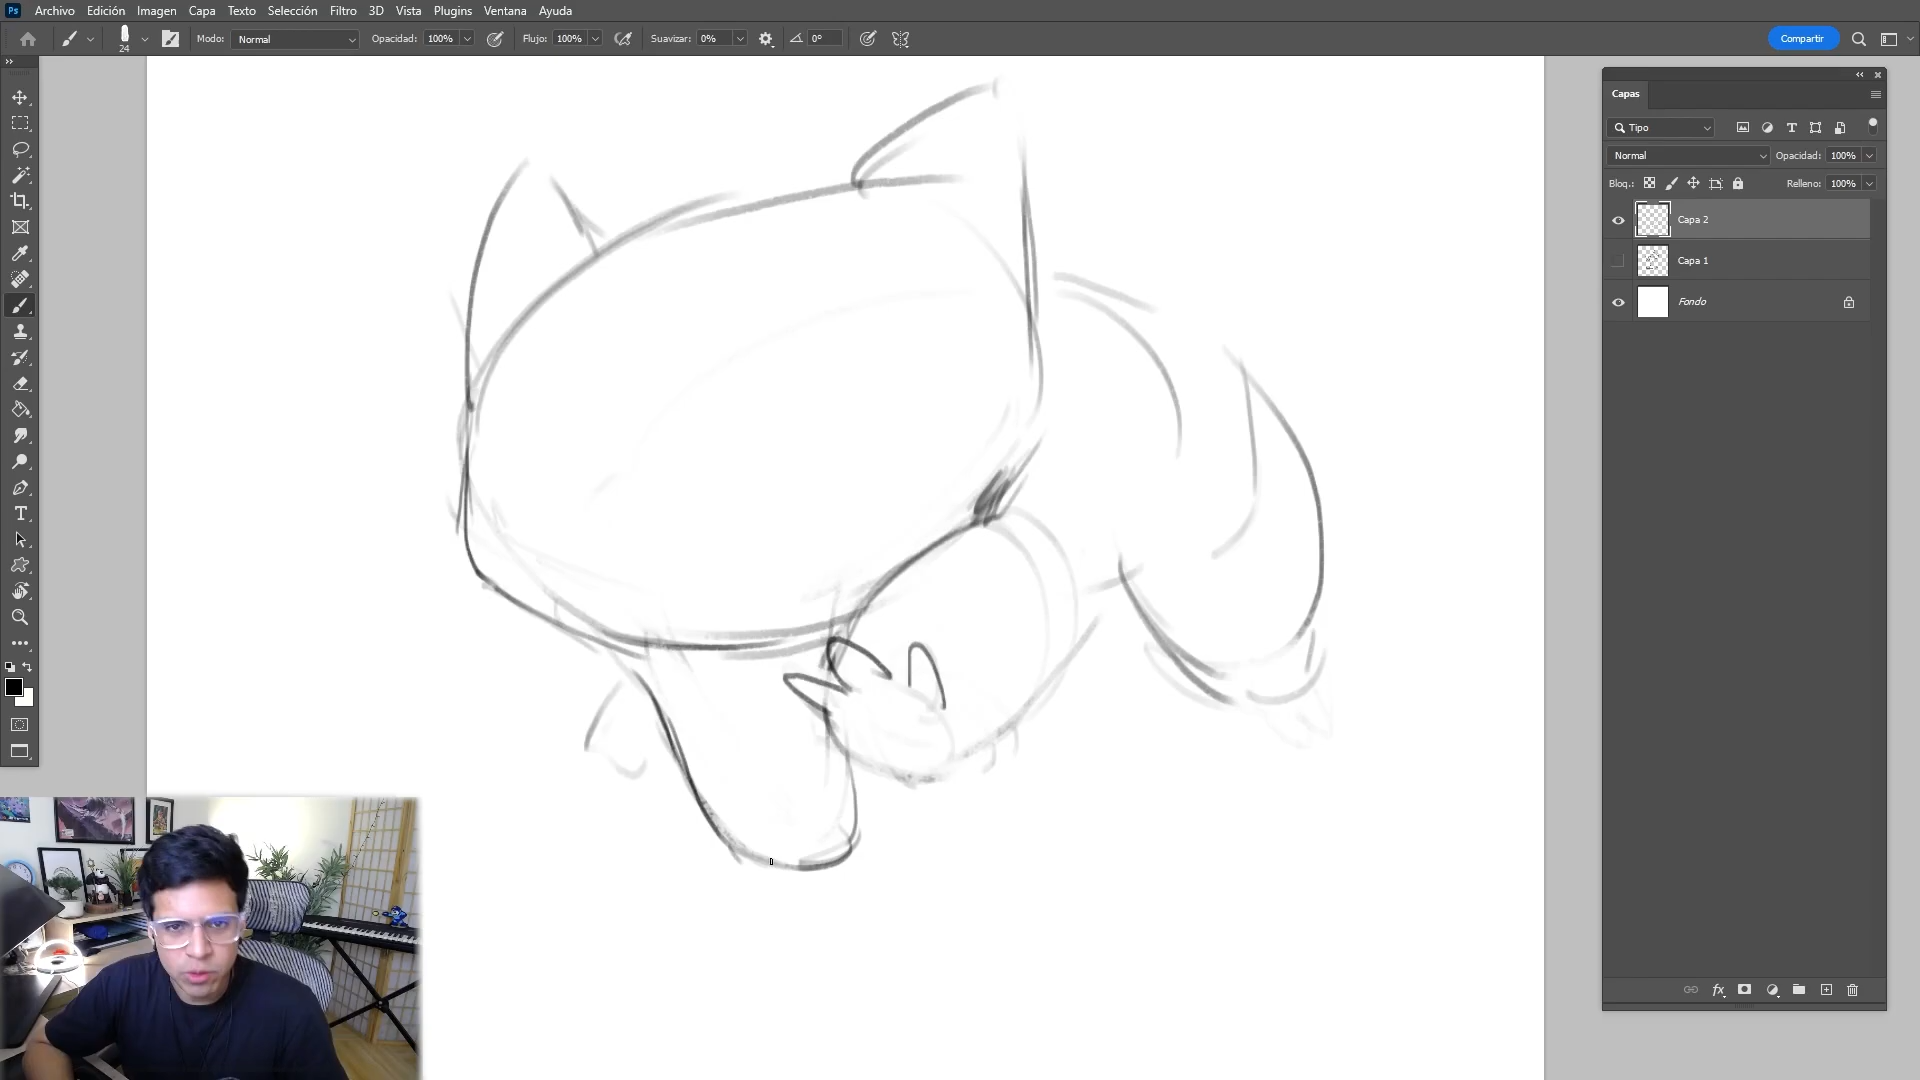 Ps Archivo Edición Imagen Capa Texto Selección Filtro 3D Vista Plugins Ventana Ayuda
24 Modo: Normal Opacidad: 100% Flujo: 100% Suavizar: 0% 0° Compartir
Capas
Tipo
Normal Opacidad: 100%
Bloq.: Relleno: 100%
Capa 2
Capa 1
Fondo